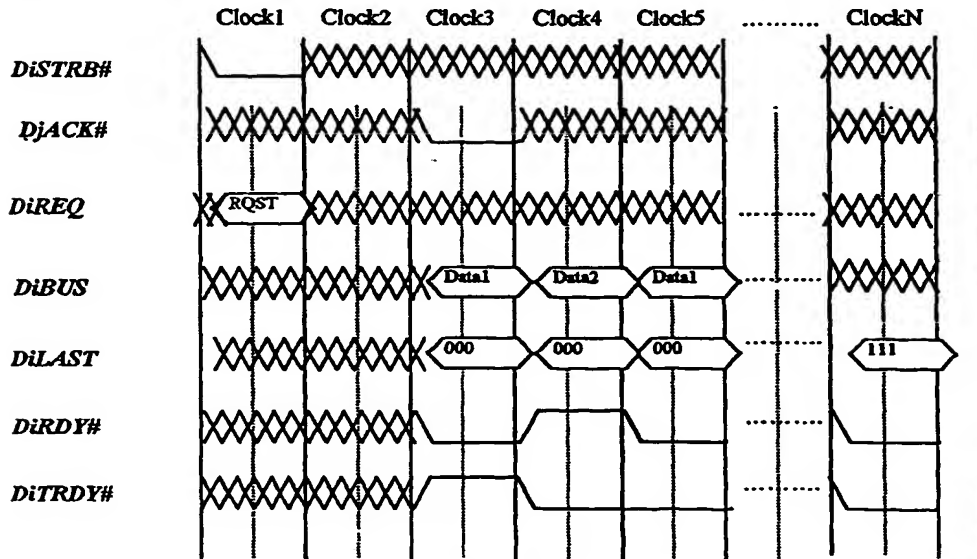 Clock1 Clock2 Clock3 Clock4 Clock5 ......... ClockN
DiSTRB#
DjACK#
DiREQ RQST
DiBUS Data1 Data2 Data1
DiLAST 000 000 000 111
DiRDY#
DiTRDY#